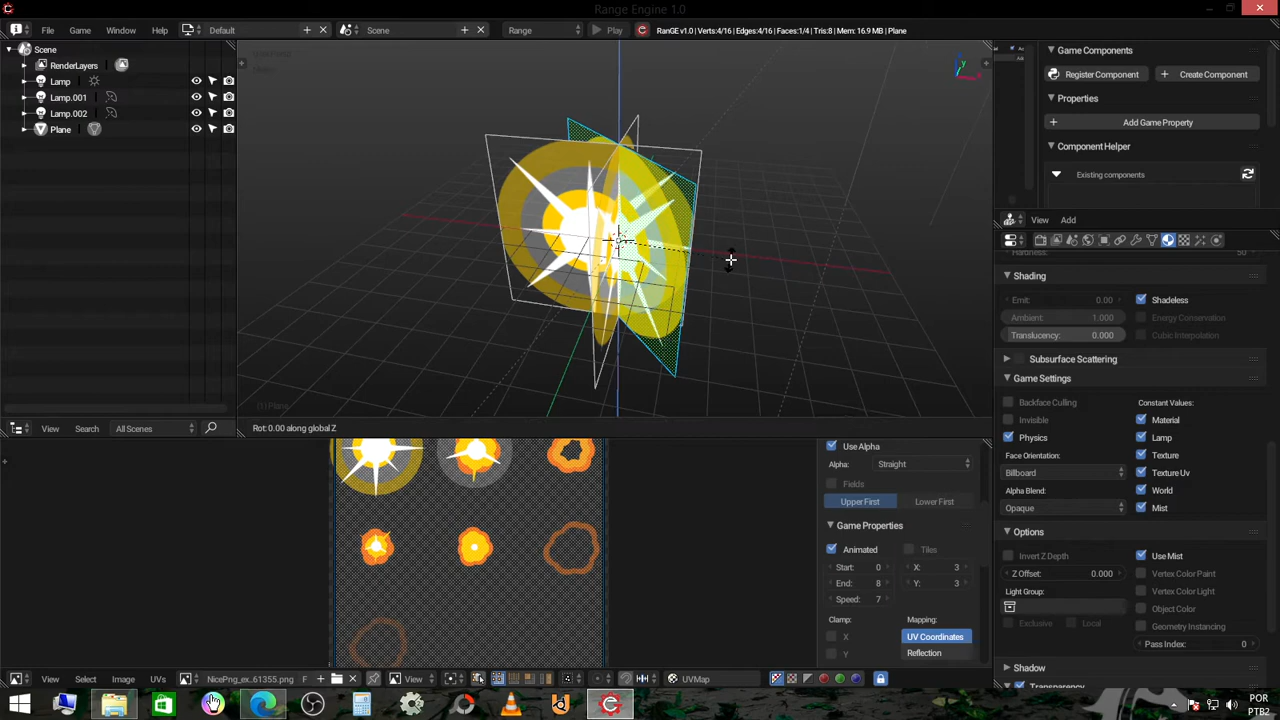 Range Engine 1.0
File Game Window Help Default Scene Range Play RanGE v1.0 | Verts:4/16 | Edges:4/16 | Faces:1/4 | Tris:8 | Mem: 16.9 MB | Plane
Scene
RenderLayers
Lamp
Lamp.001
Lamp.002
Plane
View Search All Scenes
(1) Plane
Rot: 0.00 along global Z
Game Components
Register Component Create Component
Properties
Add Game Property
Component Helper
Existing components
View Add
Hardness: 50
Shading
Emit: 0.00 Shadeless
Ambient: 1.000 Energy Conservation
Translucency: 0.000 Cubic Interpolation
Subsurface Scattering
Game Settings
Backface Culling Constant Values:
Invisible Material
Physics Lamp
Face Orientation: Texture
Billboard Texture Uv
Alpha Blend: World
Opaque Mist
Options
Invert Z Depth Use Mist
Z Offset: 0.000 Vertex Color Paint
Light Group: Vertex Color Light
Object Color
Exclusive Local Geometry Instancing
Pass Index: 0
Shadow
Transparency
Use Alpha
Alpha: Straight
Fields
Upper First Lower First
Game Properties
Animated Tiles
Start: 0 X: 3
End: 8 Y: 3
Speed: 7
Clamp: Mapping:
X UV Coordinates
Y Reflection
View Select Image UVs NicePng_ex_61355.png F View UVMap
POR
PTB2